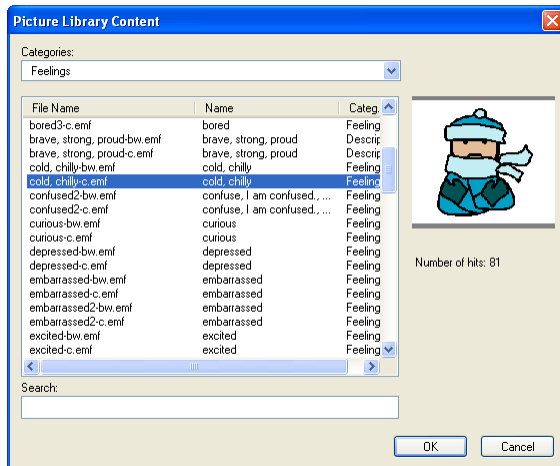 Picture Library Content
Categories:
Feelings
File Name Name Categ.
bored3-c.emf bored Feeling
brave, strong, proud-bw.emf brave, strong, proud Descrip
brave, strong, proud-c.emf brave, strong, proud Descrip
cold, chilly-bw.emf cold, chilly Feeling
cold, chilly-c.emf cold, chilly Feeling
confused2-bw.emf confuse, I am confused., ... Feeling
confused2-c.emf confuse, I am confused., ... Feeling
curious-bw.emf curious Feeling
curious-c.emf curious Feeling
depressed-bw.emf depressed Feeling
depressed-c.emf depressed Feeling
embarrassed-bw.emf embarrassed Feeling
embarrassed-c.emf embarrassed Feeling
embarrassed2-bw.emf embarrassed Feeling
embarrassed2-c.emf embarrassed Feeling
excited-bw.emf excited Feeling
excited-c.emf excited Feeling
Number of hits: 81
Search:
OK Cancel